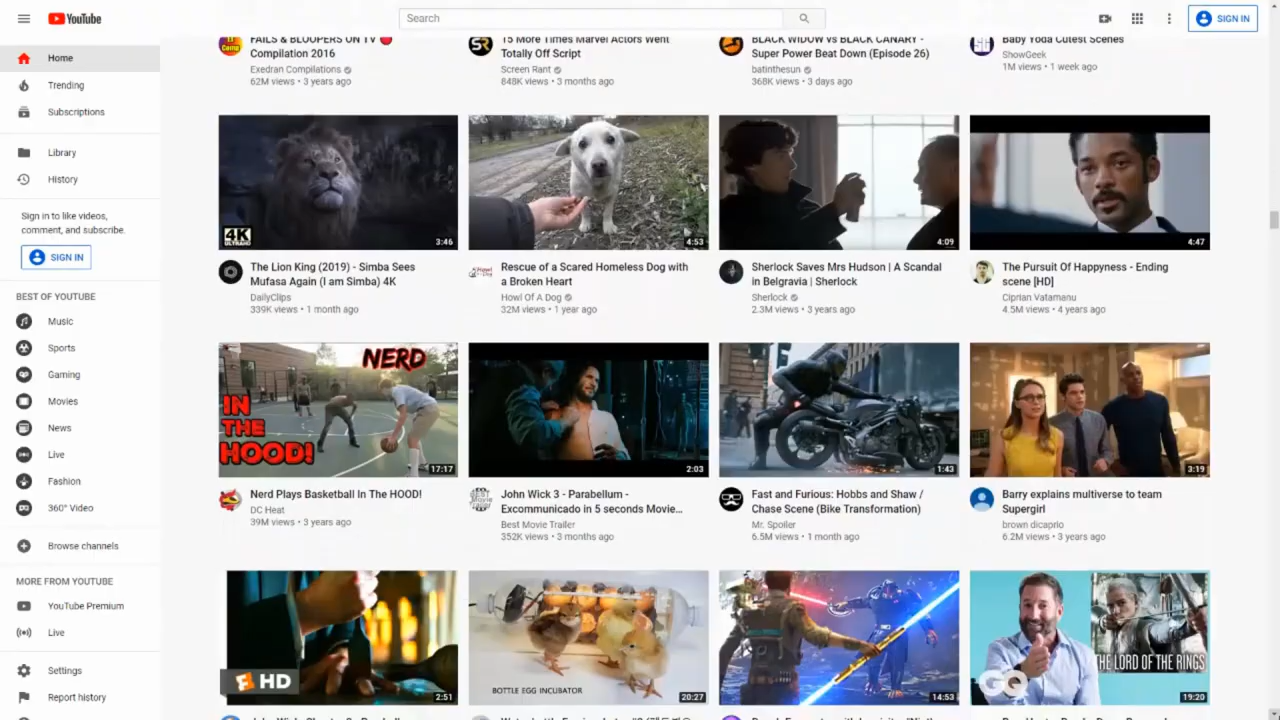 YouTube
Search
SIGN IN
Home
Trending
Subscriptions
Library
History
Sign in to like videos,
comment, and subscribe.
SIGN IN
BEST OF YOUTUBE
Music
Sports
Gaming
Movies
News
Live
Fashion
360° Video
Browse channels
MORE FROM YOUTUBE
YouTube Premium
Live
Settings
Report history
FAILS & BLOOPERS ON TV
Compilation 2016
Exedran Compilations
62M views • 3 years ago
15 More Times Marvel Actors Went
Totally Off Script
Screen Rant
848K views • 3 months ago
BLACK WIDOW vs BLACK CANARY -
Super Power Beat Down (Episode 26)
batinthesun
368K views • 3 days ago
Baby Yoda Cutest Scenes
ShowGeek
1M views • 1 week ago
4K
ULTRAHD
3:46
The Lion King (2019) - Simba Sees
Mufasa Again (I am Simba) 4K
DailyClips
339K views • 1 month ago
4:53
Rescue of a Scared Homeless Dog with
a Broken Heart
Howl Of A Dog
32M views • 1 year ago
4:09
Sherlock Saves Mrs Hudson | A Scandal
in Belgravia | Sherlock
Sherlock
2.3M views • 3 years ago
4:47
The Pursuit Of Happyness - Ending
scene [HD]
Ciprian Vatamanu
4.5M views • 4 years ago
NERD
IN
THE
HOOD!
17:17
Nerd Plays Basketball In The HOOD!
DC Heat
39M views • 3 years ago
2:03
John Wick 3 - Parabellum -
Excommunicado in 5 seconds Movie...
Best Movie Trailer
352K views • 3 months ago
1:43
Fast and Furious: Hobbs and Shaw /
Chase Scene (Bike Transformation)
Mr. Spoiler
6.5M views • 1 month ago
3:19
Barry explains multiverse to team
Supergirl
brown dicaprio
6.2M views • 3 years ago
HD
2:51
BOTTLE EGG INCUBATOR
20:27
14:53
THE LORD OF THE RINGS
GQ
19:20